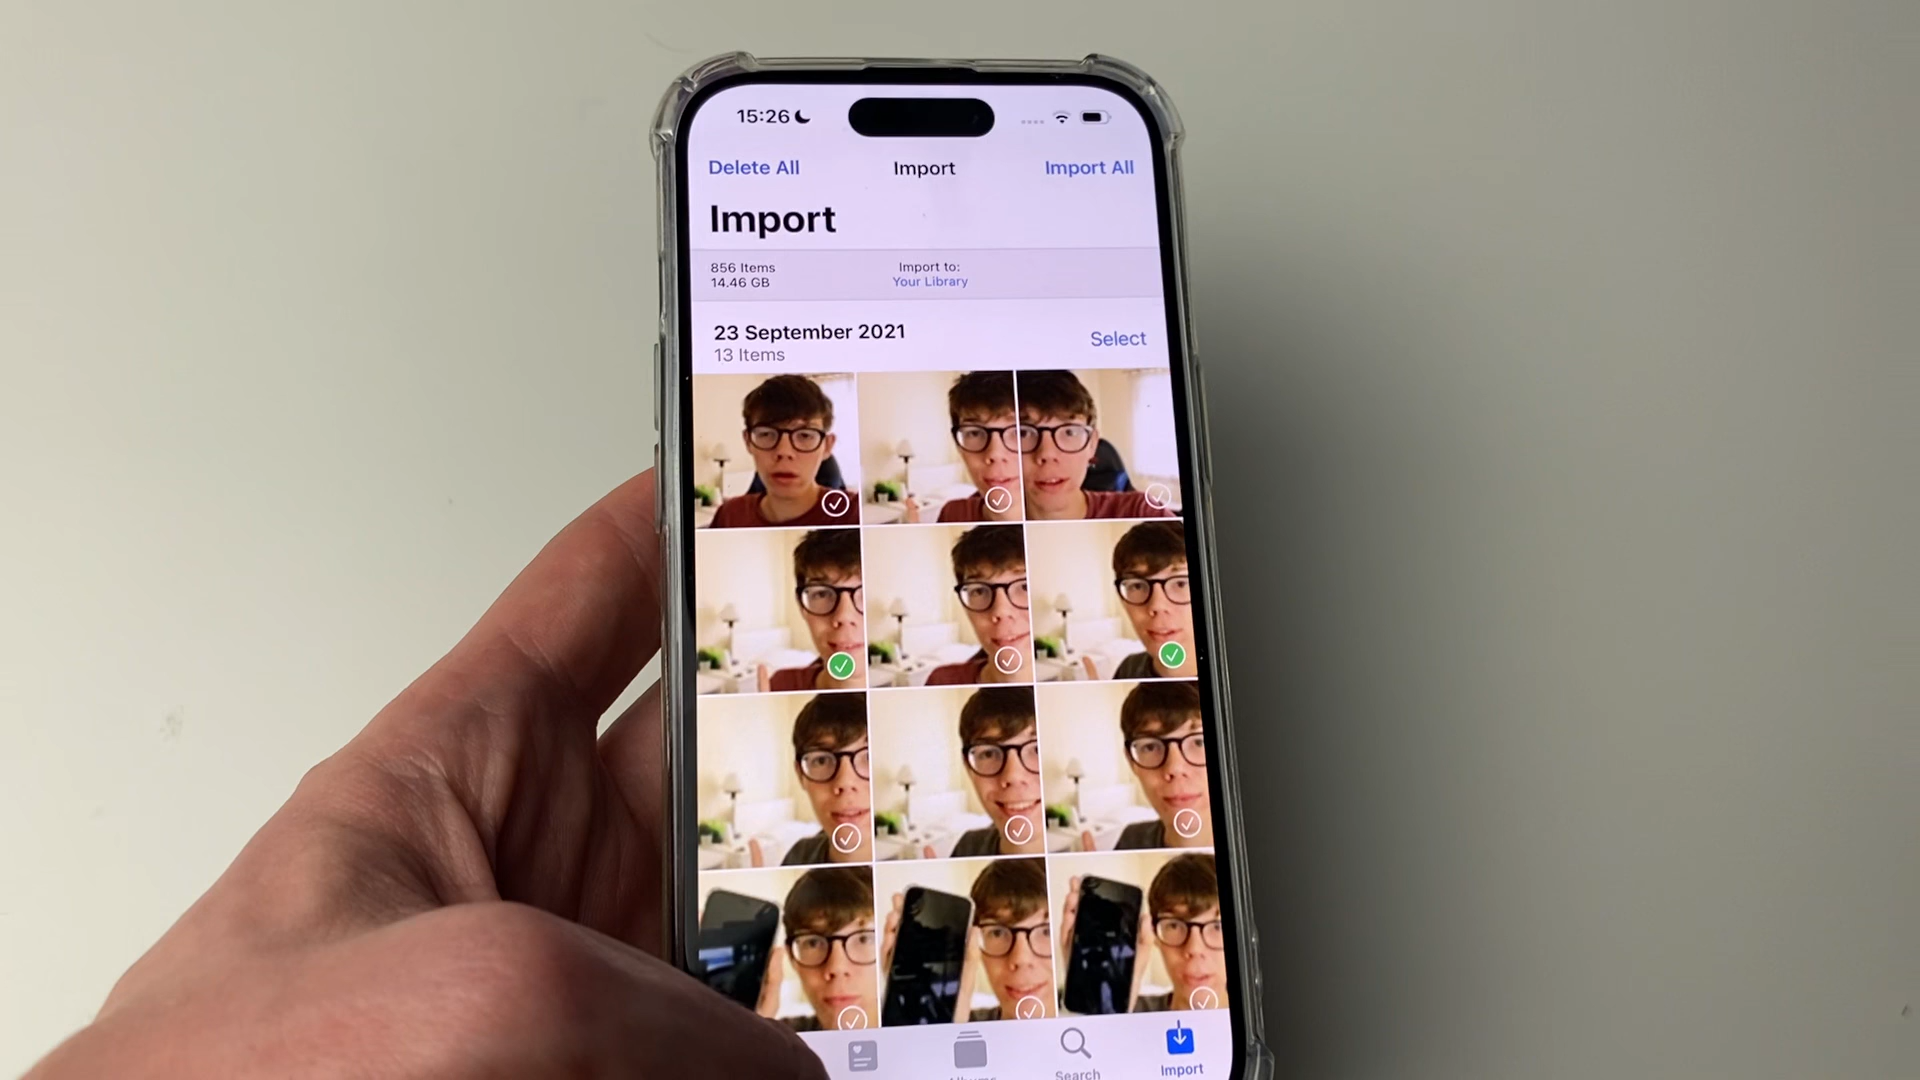 15:26
Delete All
Import
Import All
Import
856 Items
14.46 GB
Import to:
Your Library
23 September 2021
13 Items
Select
Search
Import